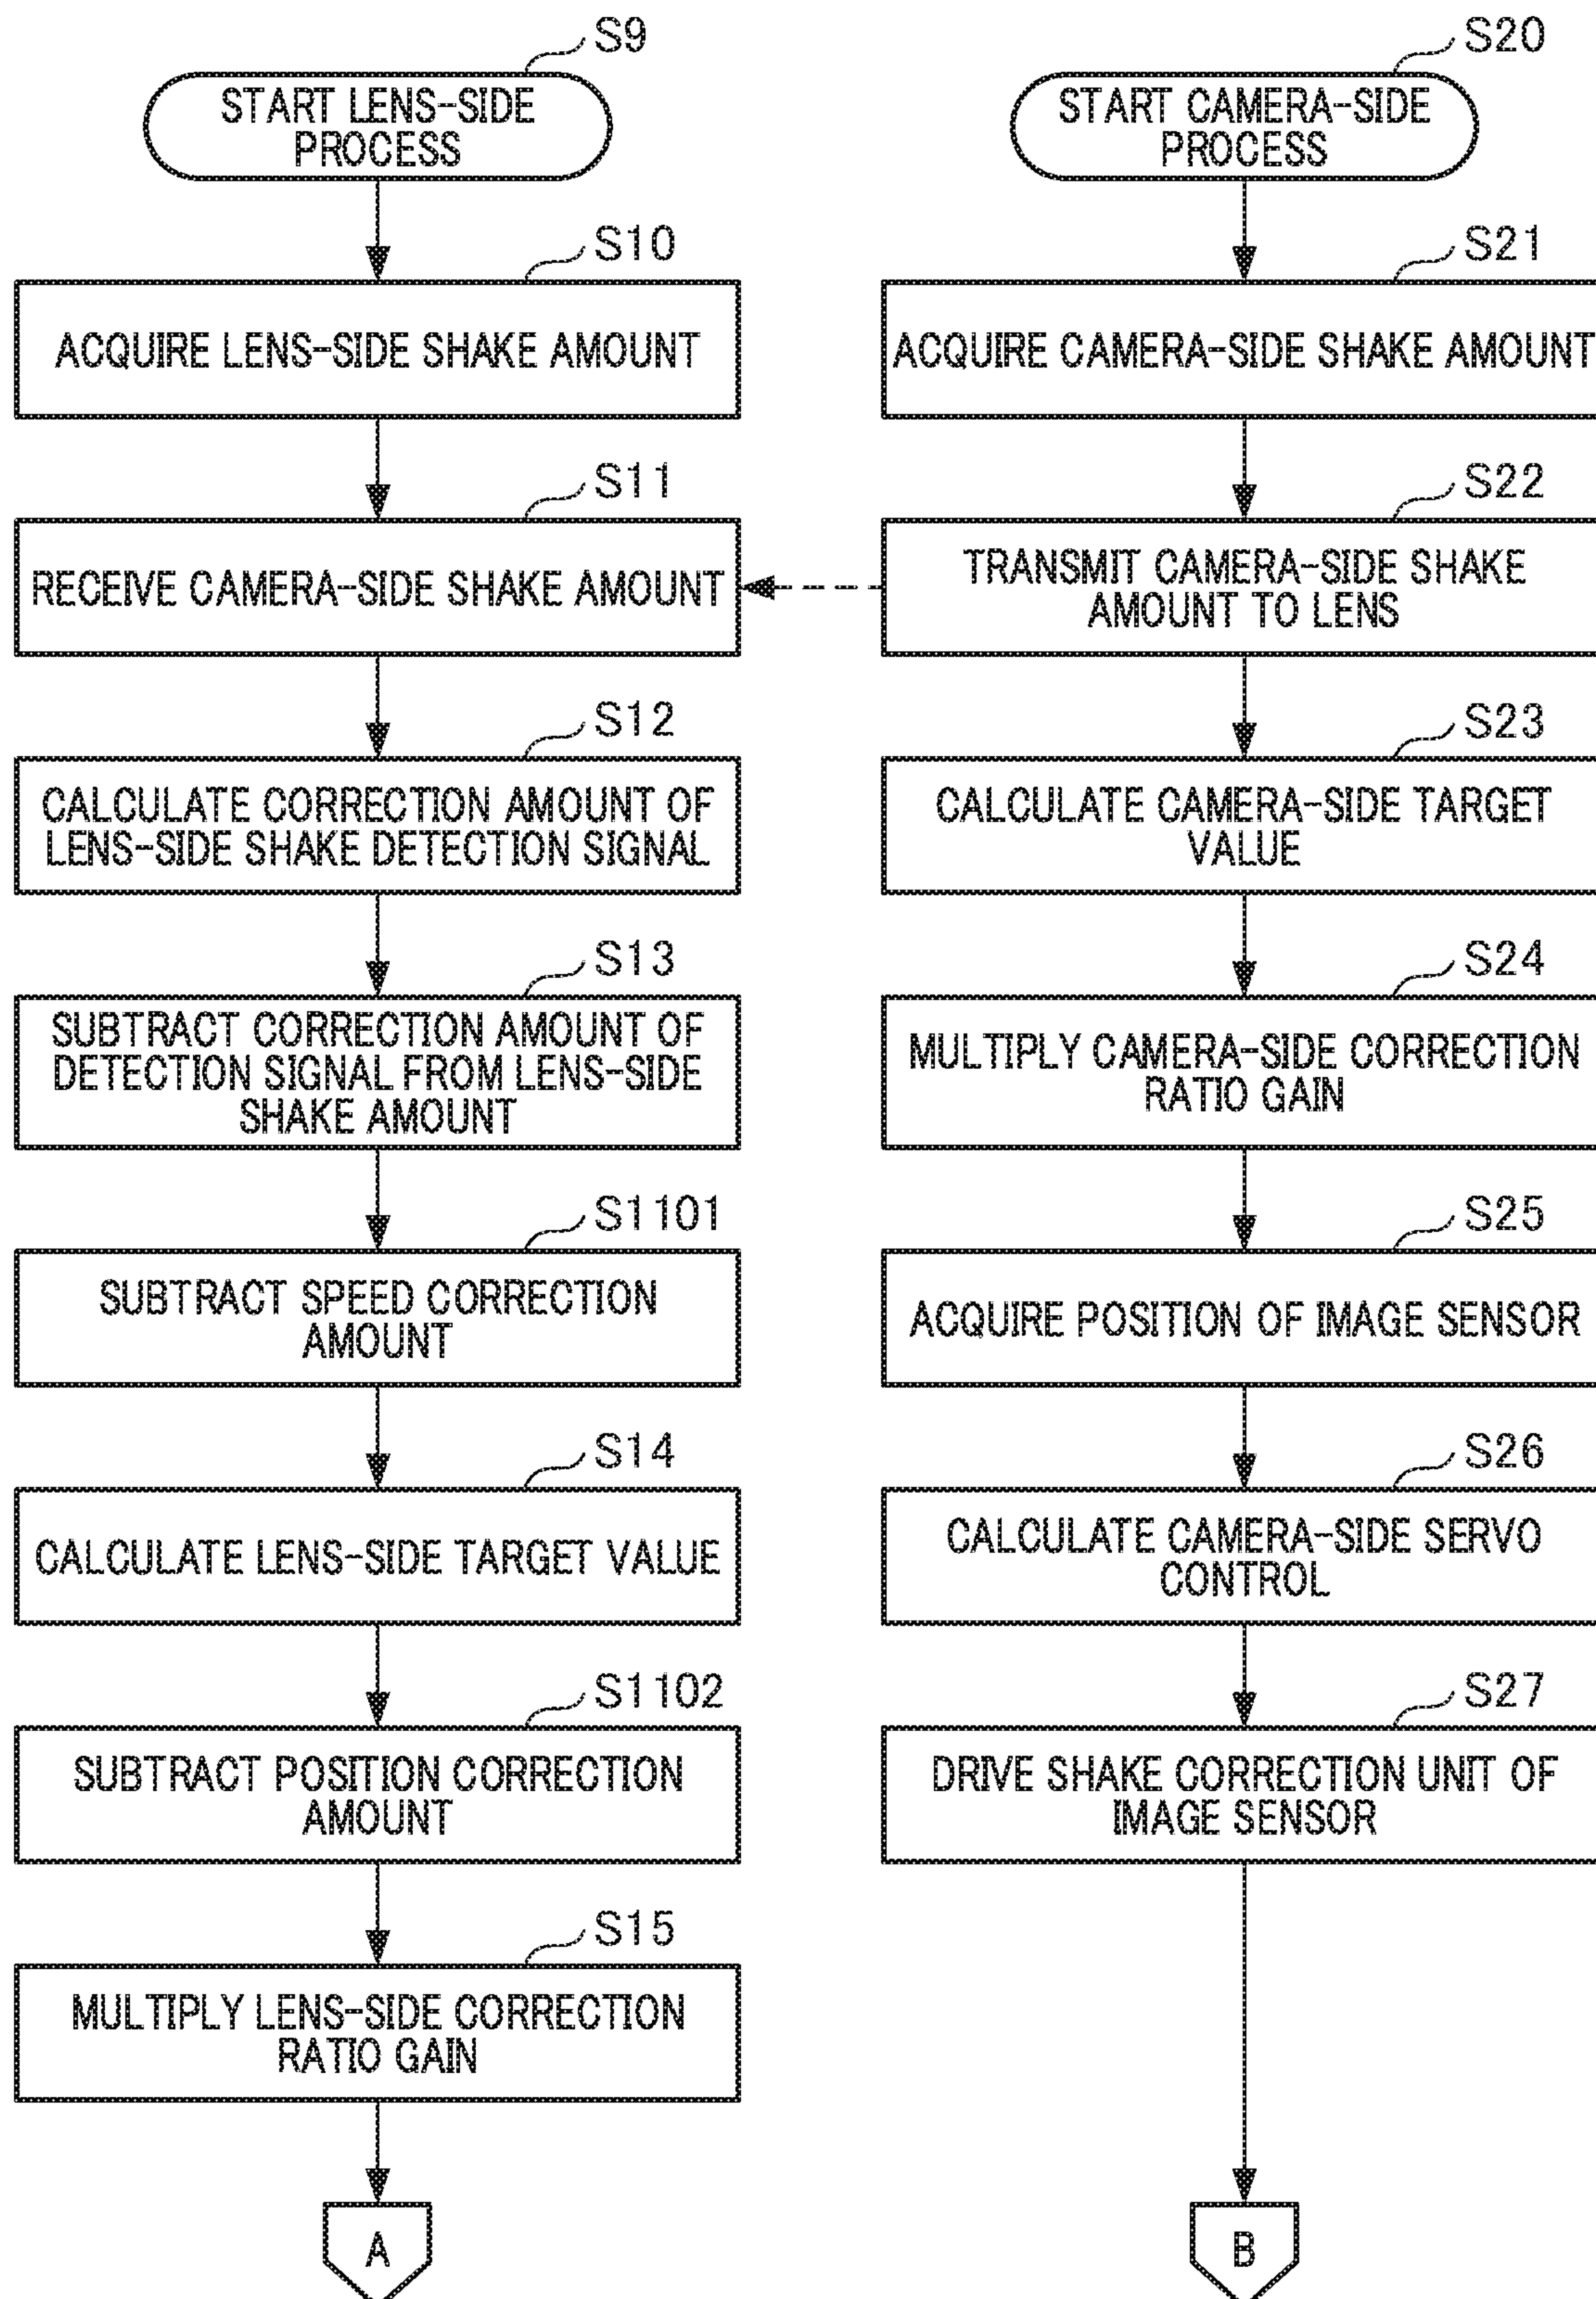 S9
START LENS-SIDE
PROCESS
S10
ACQUIRE LENS-SIDE SHAKE AMOUNT
S11
RECEIVE CAMERA-SIDE SHAKE AMOUNT
S12
CALCULATE CORRECTION AMOUNT OF
LENS-SIDE SHAKE DETECTION SIGNAL
S13
SUBTRACT CORRECTION AMOUNT OF
DETECTION SIGNAL FROM LENS-SIDE
SHAKE AMOUNT
S1101
SUBTRACT SPEED CORRECTION
AMOUNT
S14
CALCULATE LENS-SIDE TARGET VALUE
S1102
SUBTRACT POSITION CORRECTION
AMOUNT
S15
MULTIPLY LENS-SIDE CORRECTION
RATIO GAIN
A
S20
START CAMERA-SIDE
PROCESS
S21
ACQUIRE CAMERA-SIDE SHAKE AMOUNT
S22
TRANSMIT CAMERA-SIDE SHAKE
AMOUNT TO LENS
S23
CALCULATE CAMERA-SIDE TARGET
VALUE
S24
MULTIPLY CAMERA-SIDE CORRECTION
RATIO GAIN
S25
ACQUIRE POSITION OF IMAGE SENSOR
S26
CALCULATE CAMERA-SIDE SERVO
CONTROL
S27
DRIVE SHAKE CORRECTION UNIT OF
IMAGE SENSOR
B